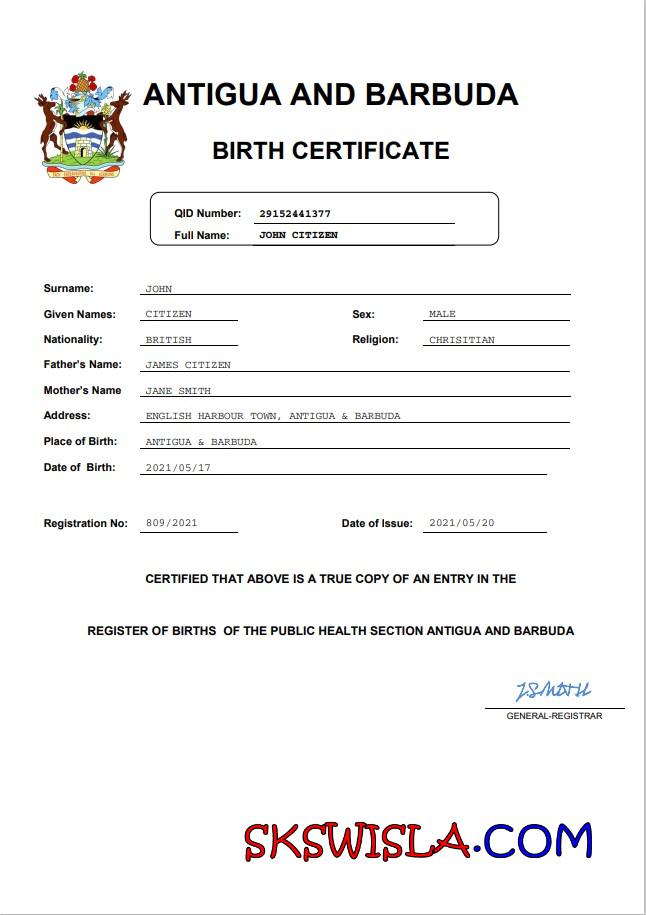 ANTIGUA AND BARBUDA
BIRTH CERTIFICATE
QID Number: 29152441377
Full Name: JOHN CITIZEN
Surname: JOHN
Given Names: CITIZEN Sex: MALE
Nationality: BRITISH Religion: CHRISITIAN
Father's Name: JAMES CITIZEN
Mother's Name JANE SMITH
Address: ENGLISH HARBOUR TOWN, ANTIGUA & BARBUDA
Place of Birth: ANTIGUA & BARBUDA
Date of Birth: 2021/05/17
Registration No: 809/2021 Date of Issue: 2021/05/20
CERTIFIED THAT ABOVE IS A TRUE COPY OF AN ENTRY IN THE
REGISTER OF BIRTHS OF THE PUBLIC HEALTH SECTION ANTIGUA AND BARBUDA
J.SMITH
GENERAL-REGISTRAR
SKSWISLA.COM